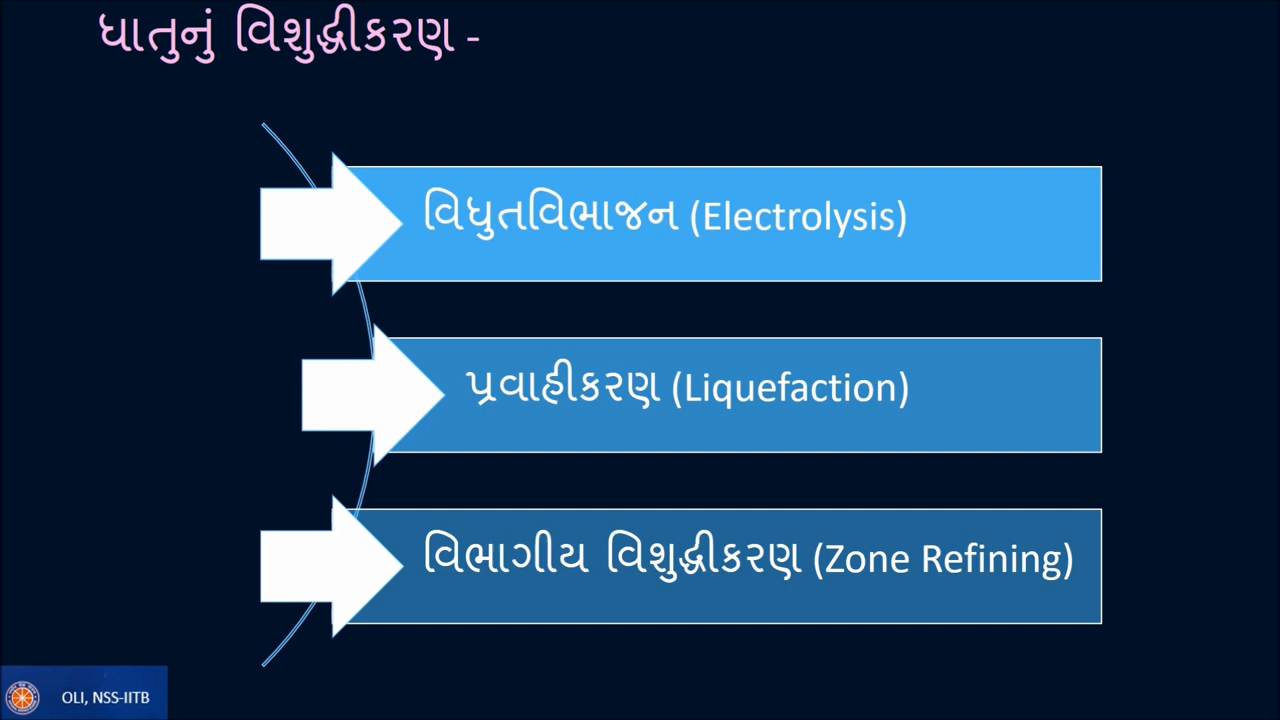 ધાતુનું વિશુદ્ધીકરણ -
વિધુતવિભાજન (Electrolysis)
પ્રવાહીકરણ (Liquefaction)
વિભાગીય વિશુદ્ધીકરણ (Zone Refining)
OLI, NSS-IITB